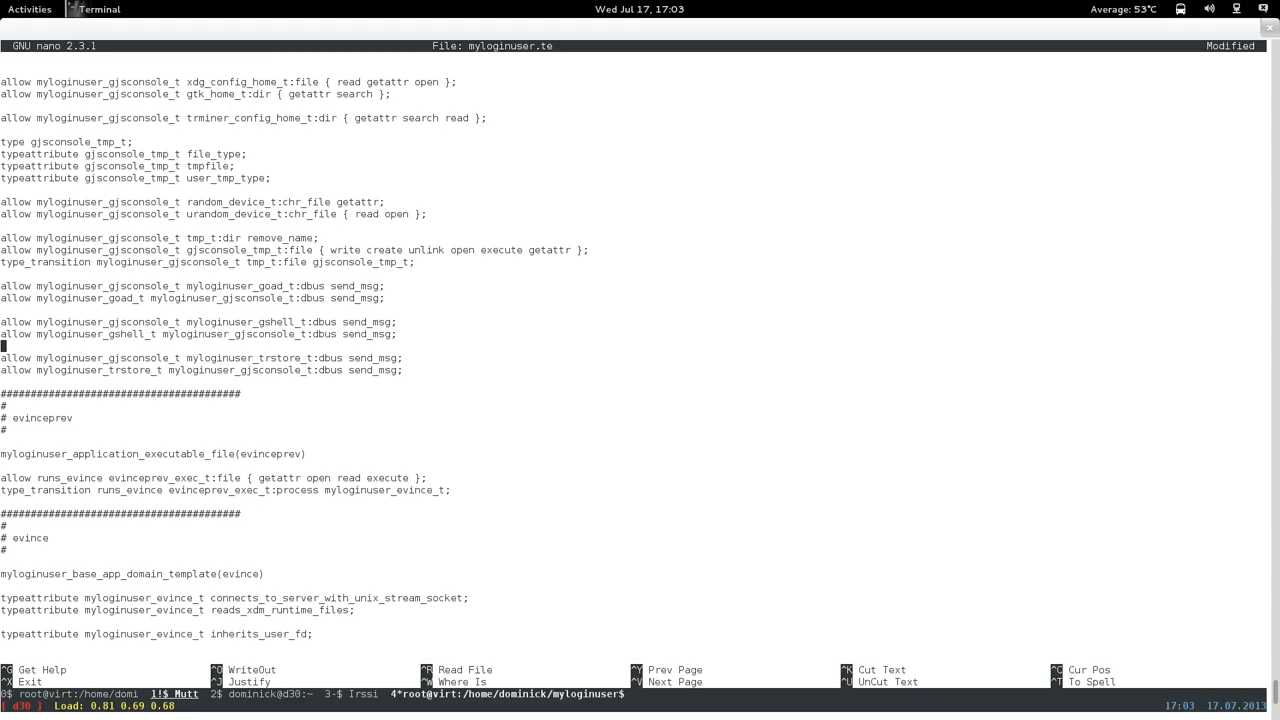 Activities Terminal Wed Jul 17, 17:03 Average: 53°C
GNU nano 2.3.1 File: myloginuser.te Modified
allow myloginuser_gjsconsole_t xdg_config_home_t:file { read getattr open };
allow myloginuser_gjsconsole_t gtk_home_t:dir { getattr search };
allow myloginuser_gjsconsole_t trminer_config_home_t:dir { getattr search read };
type gjsconsole_tmp_t;
typeattribute gjsconsole_tmp_t file_type;
typeattribute gjsconsole_tmp_t tmpfile;
typeattribute gjsconsole_tmp_t user_tmp_type;
allow myloginuser_gjsconsole_t random_device_t:chr_file getattr;
allow myloginuser_gjsconsole_t urandom_device_t:chr_file { read open };
allow myloginuser_gjsconsole_t tmp_t:dir remove_name;
allow myloginuser_gjsconsole_t gjsconsole_tmp_t:file { write create unlink open execute getattr };
type_transition myloginuser_gjsconsole_t tmp_t:file gjsconsole_tmp_t;
allow myloginuser_gjsconsole_t myloginuser_goad_t:dbus send_msg;
allow myloginuser_goad_t myloginuser_gjsconsole_t:dbus send_msg;
allow myloginuser_gjsconsole_t myloginuser_gshell_t:dbus send_msg;
allow myloginuser_gshell_t myloginuser_gjsconsole_t:dbus send_msg;
allow myloginuser_gjsconsole_t myloginuser_trstore_t:dbus send_msg;
allow myloginuser_trstore_t myloginuser_gjsconsole_t:dbus send_msg;
########################################
#
# evinceprev
#
myloginuser_application_executable_file(evinceprev)
allow runs_evince evinceprev_exec_t:file { getattr open read execute };
type_transition runs_evince evinceprev_exec_t:process myloginuser_evince_t;
########################################
#
# evince
#
myloginuser_base_app_domain_template(evince)
typeattribute myloginuser_evince_t connects_to_server_with_unix_stream_socket;
typeattribute myloginuser_evince_t reads_xdm_runtime_files;
typeattribute myloginuser_evince_t inherits_user_fd;
^G Get Help ^O WriteOut ^R Read File ^Y Prev Page ^K Cut Text ^C Cur Pos
^X Exit ^J Justify ^W Where Is ^V Next Page ^U UnCut Text ^T To Spell
0$ root@virt:/home/domi 1!$ Mutt 2$ dominick@d30:~ 3-$ Irssi 4*root@virt:/home/dominick/myloginuser$
[ d30 ] Load: 0.81 0.69 0.68 17:03 17.07.2013